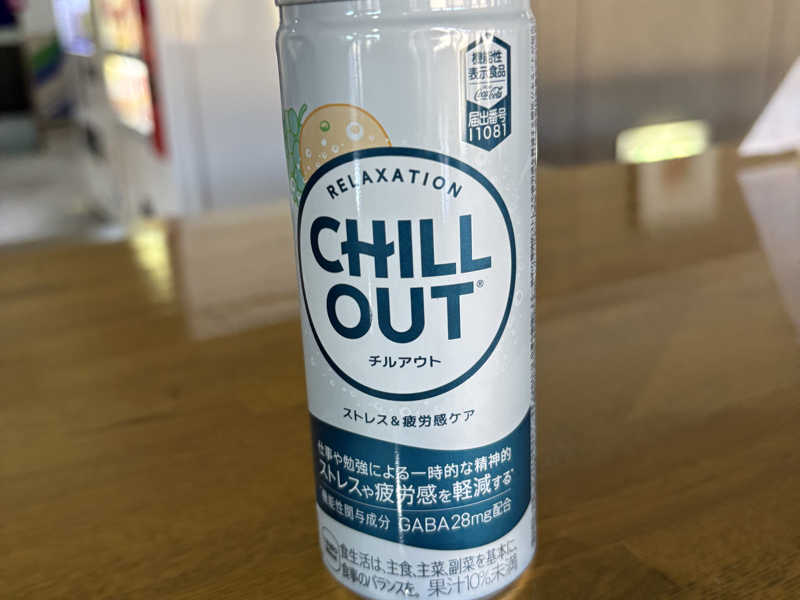 機能性
表示食品
Coca-Cola
届出番号
I1081
RELAXATION
CHILL
OUT®
チルアウト
ストレス&疲労感ケア
仕事や勉強による一時的な精神的
ストレスや疲労感を軽減する
機能性関与成分 GABA28mg配合
食生活は、主食、主菜、副菜を基本に、
食事のバランスを。 果汁10%未満